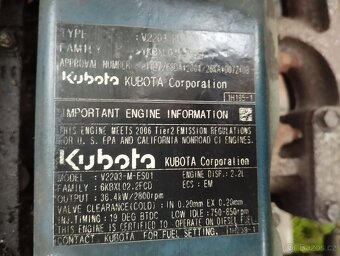 TYPE : V2203-
FAMILY
APPROVAL NUMBER
Kubota KUBOTA Corporation
1H195-1
IMPORTANT ENGINE INFORMATION
THIS ENGINE MEETS 2006 Tier2 EMISSION REGULATIONS
FOR U.S. EPA AND CALIFORNIA NONROAD CI ENGINES.
Kubota KUBOTA Corporation
MODEL : V2203-M-ES01 ENGINE DISP.: 2.2L
FAMILY : 6KBXL02.2FCD ECS : EM
OUTPUT : 36.4kW/2800rpm
VALVE CLEARANCE(COLD) : IN 0.20mm EX 0.20mm
INJ.TIMING : 19 DEG BTDC LOW IDLE: 750-850rpm
THIS ENGINE IS CERTIFIED TO OPERATE ON DIESEL FUEL.
CONTACT KUBOTA FOR FUEL SETTING.